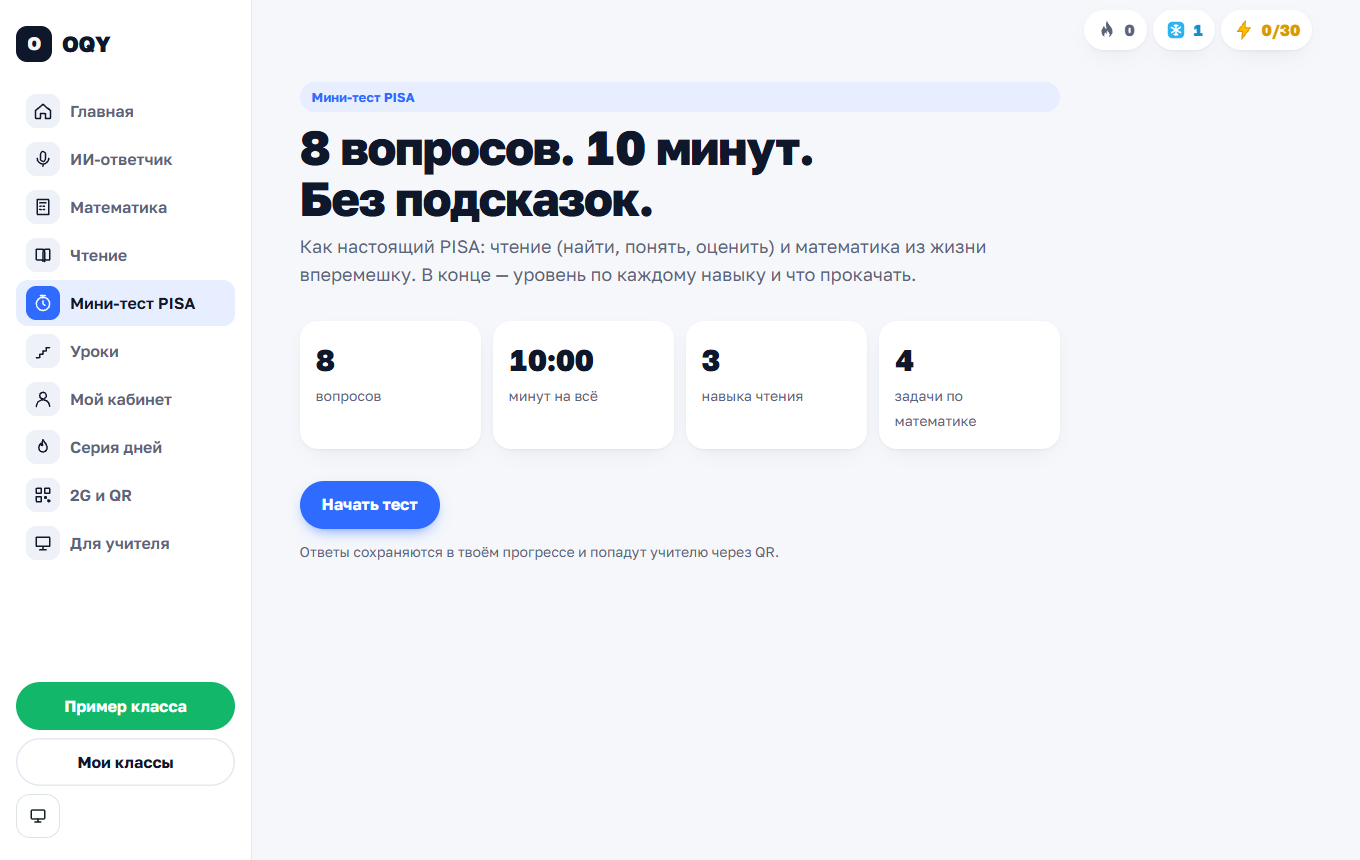 O OQY
Главная
ИИ-ответчик
Математика
Чтение
Мини-тест PISA
Уроки
Мой кабинет
Серия дней
2G и QR
Для учителя
Пример класса
Мои классы
0
1
0/30
Мини-тест PISA
8 вопросов. 10 минут.
Без подсказок.
Как настоящий PISA: чтение (найти, понять, оценить) и математика из жизни
вперемешку. В конце — уровень по каждому навыку и что прокачать.
8
вопросов
10:00
минут на всё
3
навыка чтения
4
задачи по
математике
Начать тест
Ответы сохраняются в твоём прогрессе и попадут учителю через QR.